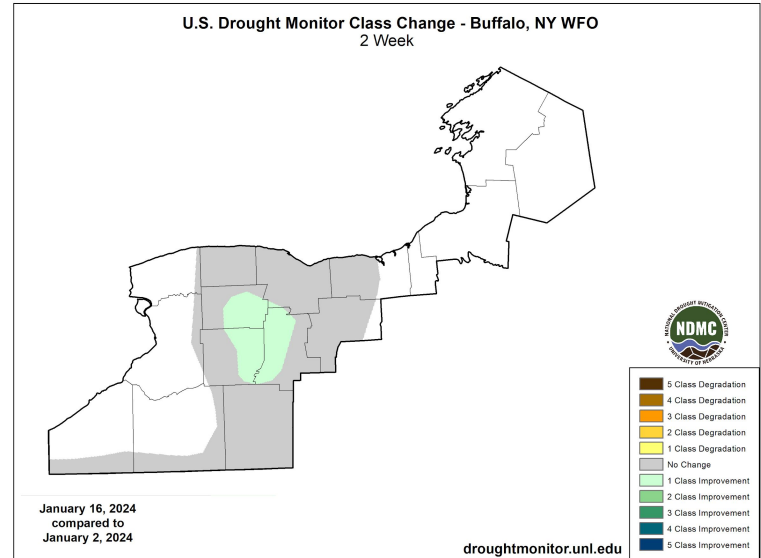 U.S. Drought Monitor Class Change - Buffalo, NY WFO
2 Week
NATIONAL DROUGHT MITIGATION CENTER
NDMC
UNIVERSITY OF NEBRASKA
5 Class Degradation
4 Class Degradation
3 Class Degradation
2 Class Degradation
1 Class Degradation
No Change
1 Class Improvement
2 Class Improvement
3 Class Improvement
4 Class Improvement
5 Class Improvement
January 16, 2024
compared to
January 2, 2024
droughtmonitor.unl.edu